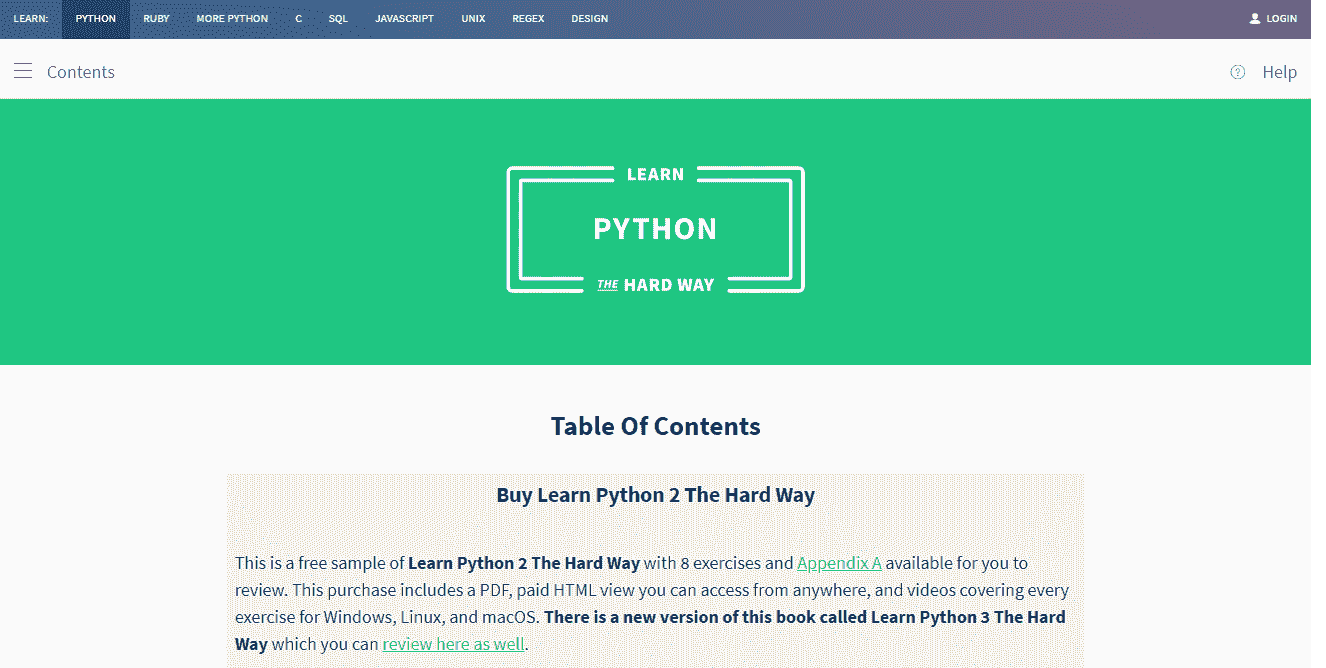 LEARN: PYTHON RUBY MORE PYTHON C SQL JAVASCRIPT UNIX REGEX DESIGN LOGIN
Contents Help
LEARN
PYTHON
THE HARD WAY
Table Of Contents
Buy Learn Python 2 The Hard Way
This is a free sample of Learn Python 2 The Hard Way with 8 exercises and Appendix A available for you to
review. This purchase includes a PDF, paid HTML view you can access from anywhere, and videos covering every
exercise for Windows, Linux, and macOS. There is a new version of this book called Learn Python 3 The Hard
Way which you can review here as well.